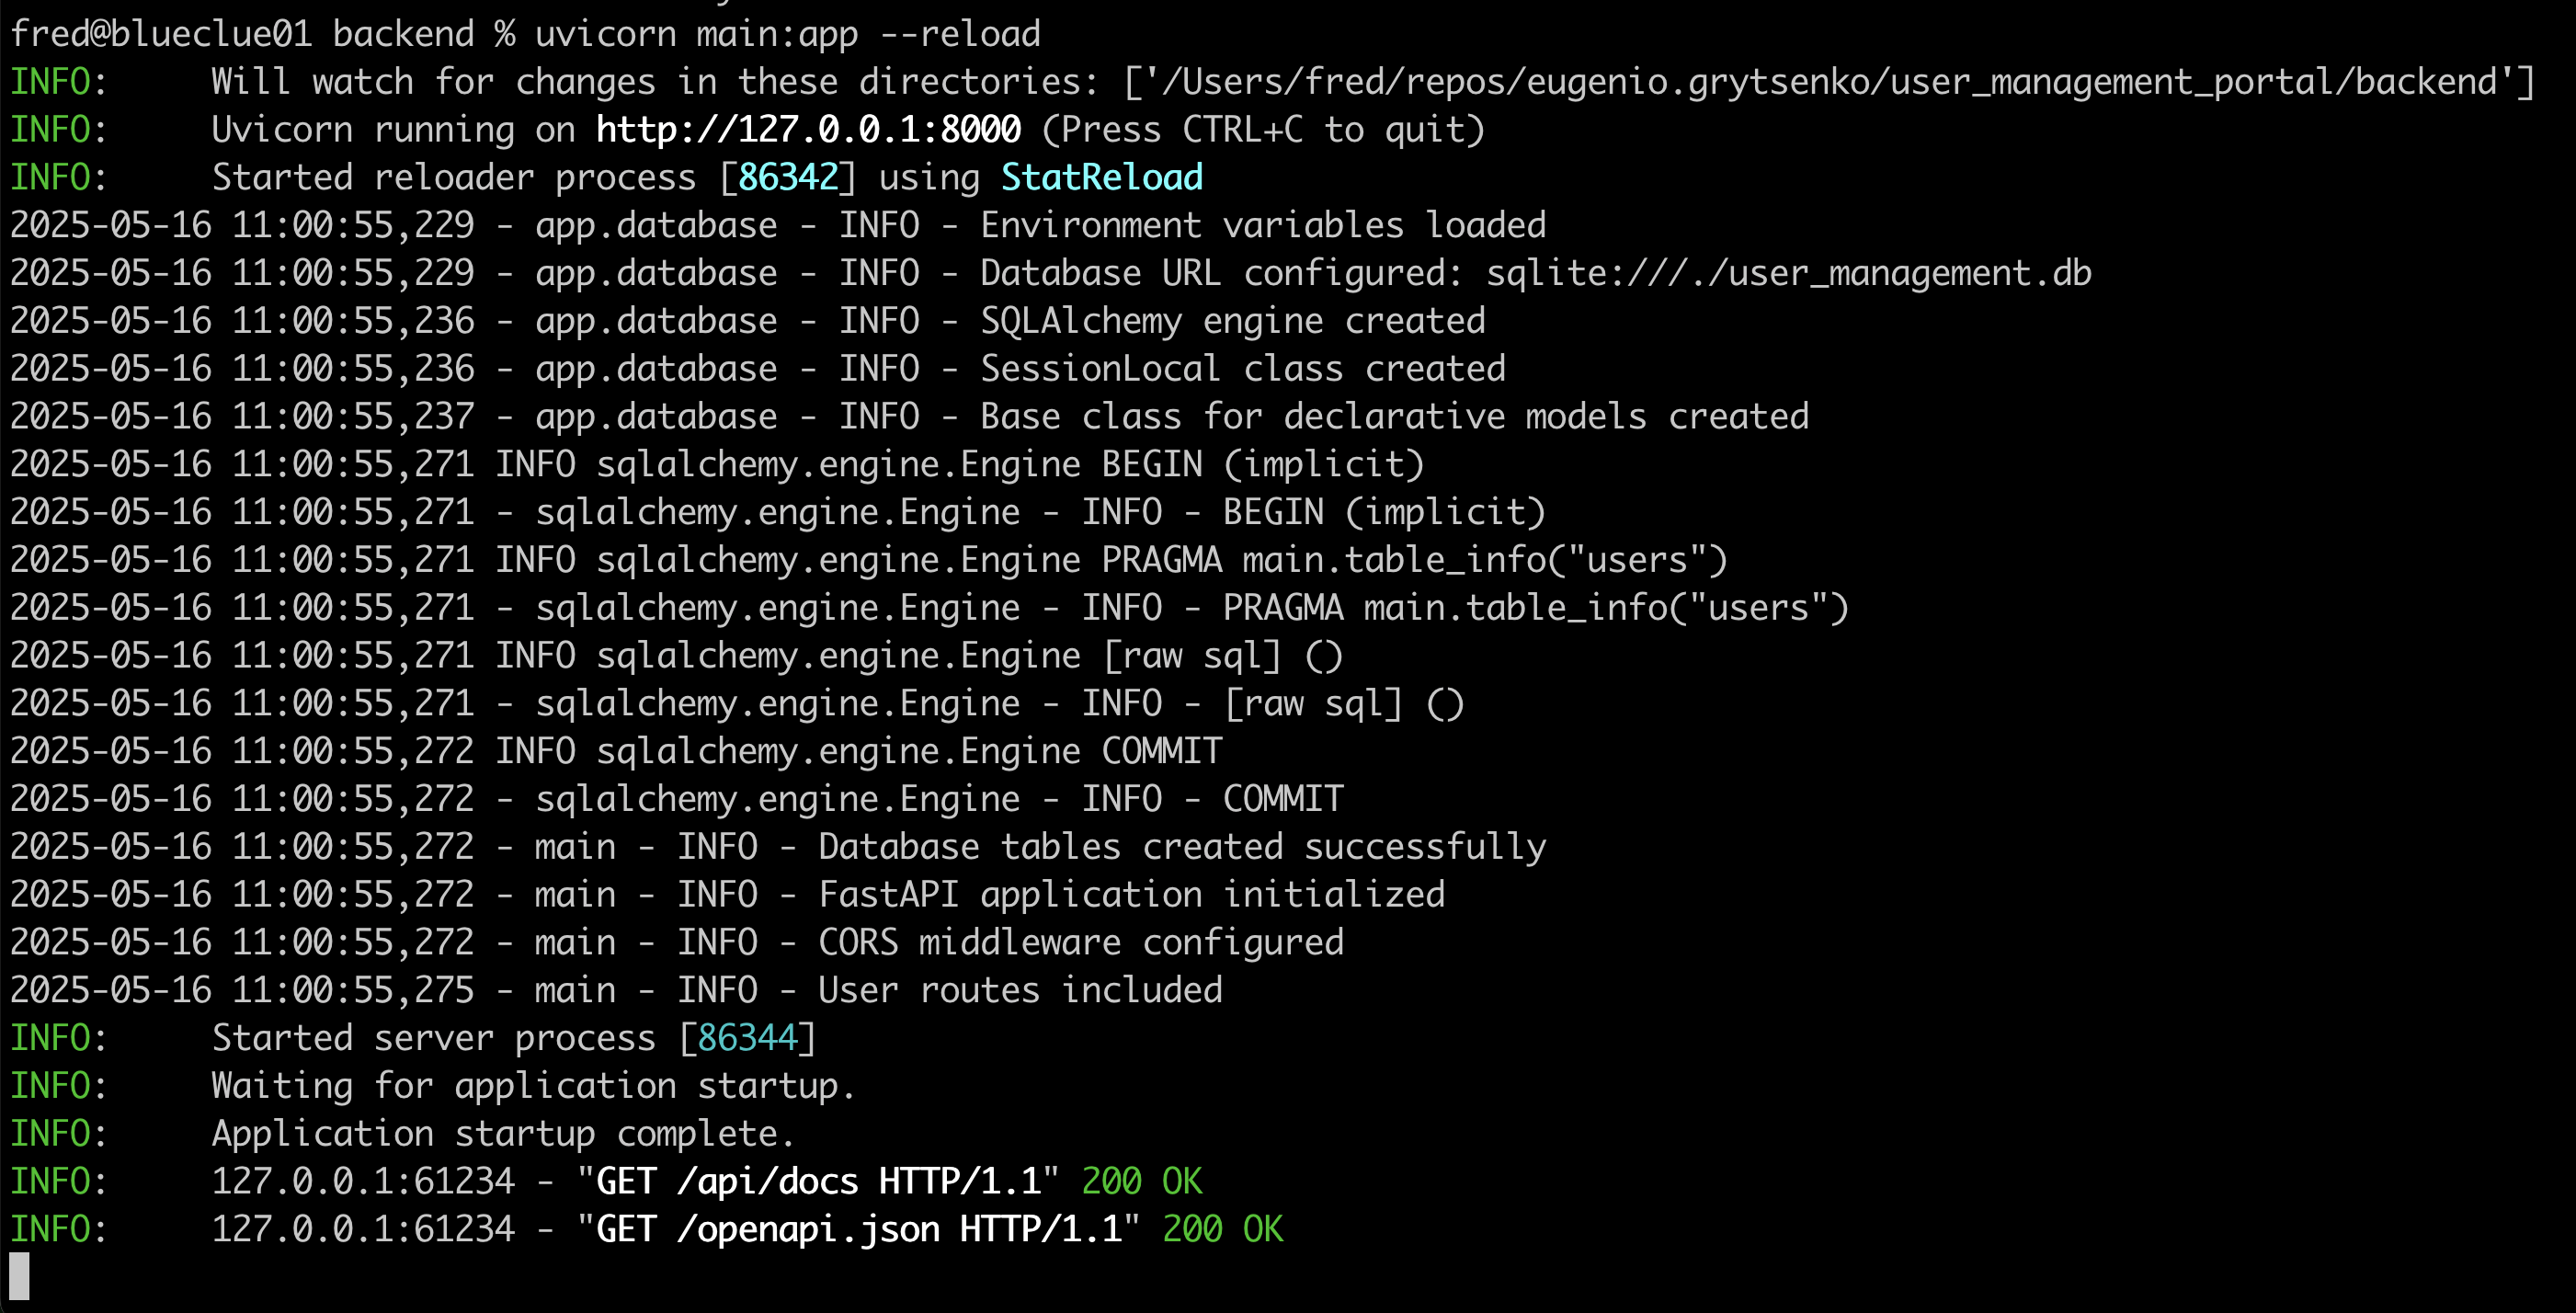 fred@blueclue01 backend % uvicorn main:app --reload
INFO:     Will watch for changes in these directories: ['/Users/fred/repos/eugenio.grytsenko/user_management_portal/backend']
INFO:     Uvicorn running on http://127.0.0.1:8000 (Press CTRL+C to quit)
INFO:     Started reloader process [86342] using StatReload
2025-05-16 11:00:55,229 - app.database - INFO - Environment variables loaded
2025-05-16 11:00:55,229 - app.database - INFO - Database URL configured: sqlite:///./user_management.db
2025-05-16 11:00:55,236 - app.database - INFO - SQLAlchemy engine created
2025-05-16 11:00:55,236 - app.database - INFO - SessionLocal class created
2025-05-16 11:00:55,237 - app.database - INFO - Base class for declarative models created
2025-05-16 11:00:55,271 INFO sqlalchemy.engine.Engine BEGIN (implicit)
2025-05-16 11:00:55,271 - sqlalchemy.engine.Engine - INFO - BEGIN (implicit)
2025-05-16 11:00:55,271 INFO sqlalchemy.engine.Engine PRAGMA main.table_info("users")
2025-05-16 11:00:55,271 - sqlalchemy.engine.Engine - INFO - PRAGMA main.table_info("users")
2025-05-16 11:00:55,271 INFO sqlalchemy.engine.Engine [raw sql] ()
2025-05-16 11:00:55,271 - sqlalchemy.engine.Engine - INFO - [raw sql] ()
2025-05-16 11:00:55,272 INFO sqlalchemy.engine.Engine COMMIT
2025-05-16 11:00:55,272 - sqlalchemy.engine.Engine - INFO - COMMIT
2025-05-16 11:00:55,272 - main - INFO - Database tables created successfully
2025-05-16 11:00:55,272 - main - INFO - FastAPI application initialized
2025-05-16 11:00:55,272 - main - INFO - CORS middleware configured
2025-05-16 11:00:55,275 - main - INFO - User routes included
INFO:     Started server process [86344]
INFO:     Waiting for application startup.
INFO:     Application startup complete.
INFO:     127.0.0.1:61234 - "GET /api/docs HTTP/1.1" 200 OK
INFO:     127.0.0.1:61234 - "GET /openapi.json HTTP/1.1" 200 OK